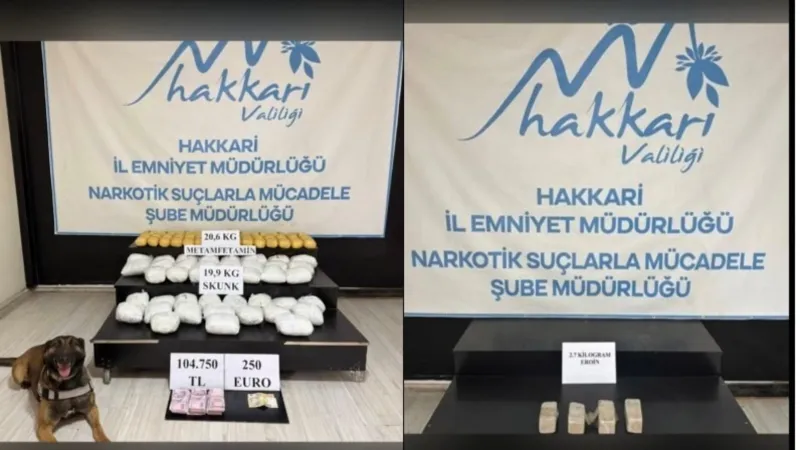 hakkari
Valiliği
HAKKARİ
İL EMNİYET MÜDÜRLÜĞÜ
NARKOTİK SUÇLARLA MÜCADELE
ŞUBE MÜDÜRLÜĞÜ
20,6 KG
METAMFETAMİN
19,9 KG
SKUNK
104.750
TL
250
EURO
hakkari
Valiliği
HAKKARİ
İL EMNİYET MÜDÜRLÜĞÜ
NARKOTİK SUÇLARLA MÜCADELE
ŞUBE MÜDÜRLÜĞÜ
2.7 KİLOGRAM
EROİN